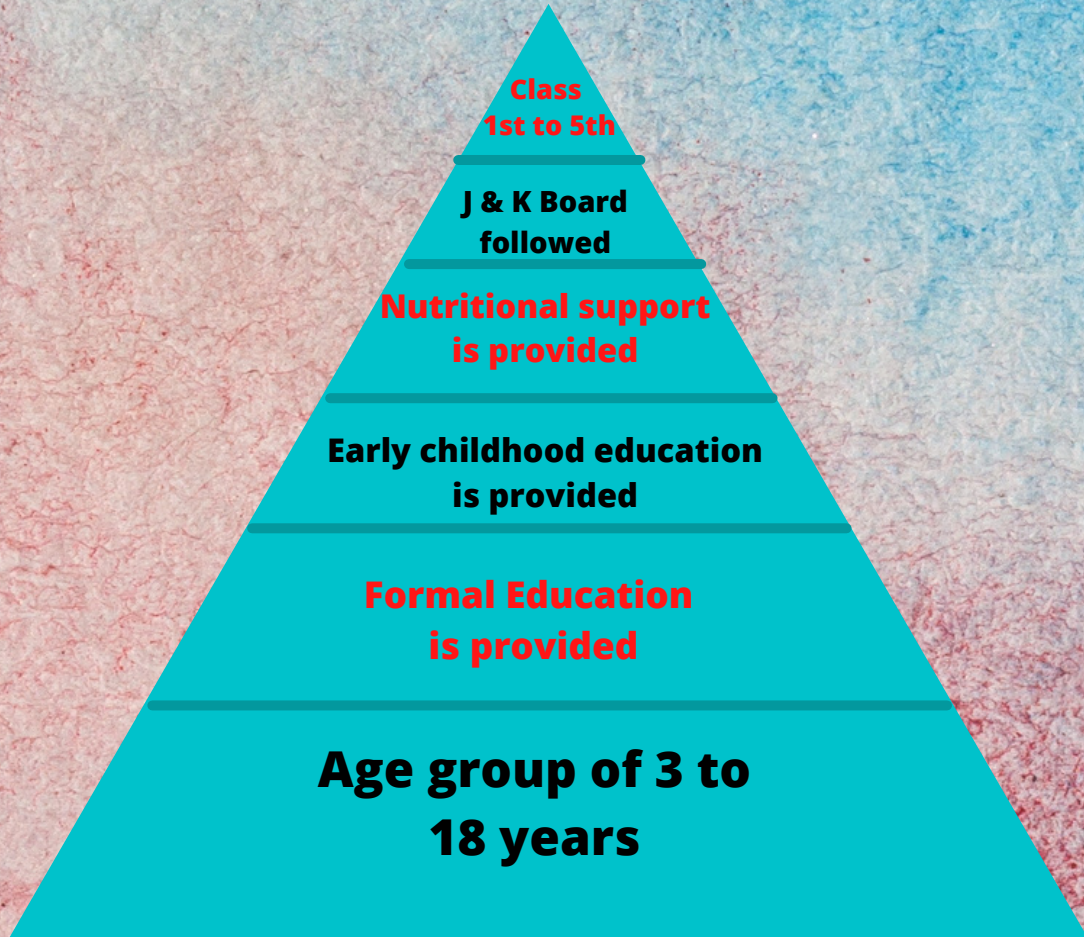 Class
1st to 5th
J & K Board
followed
Nutritional support
is provided
Early childhood education
is provided
Formal Education
is provided
Age group of 3 to
18 years